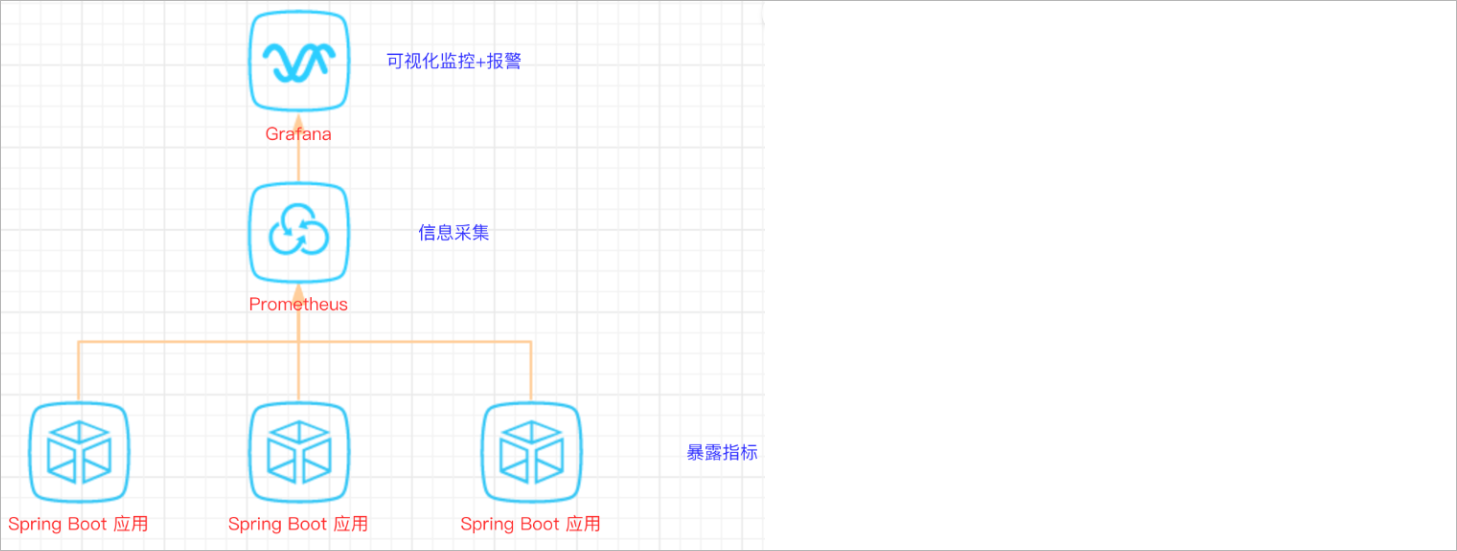 可视化监控+报警
Grafana
信息采集
Prometheus
暴露指标
Spring Boot 应用
Spring Boot 应用
Spring Boot 应用